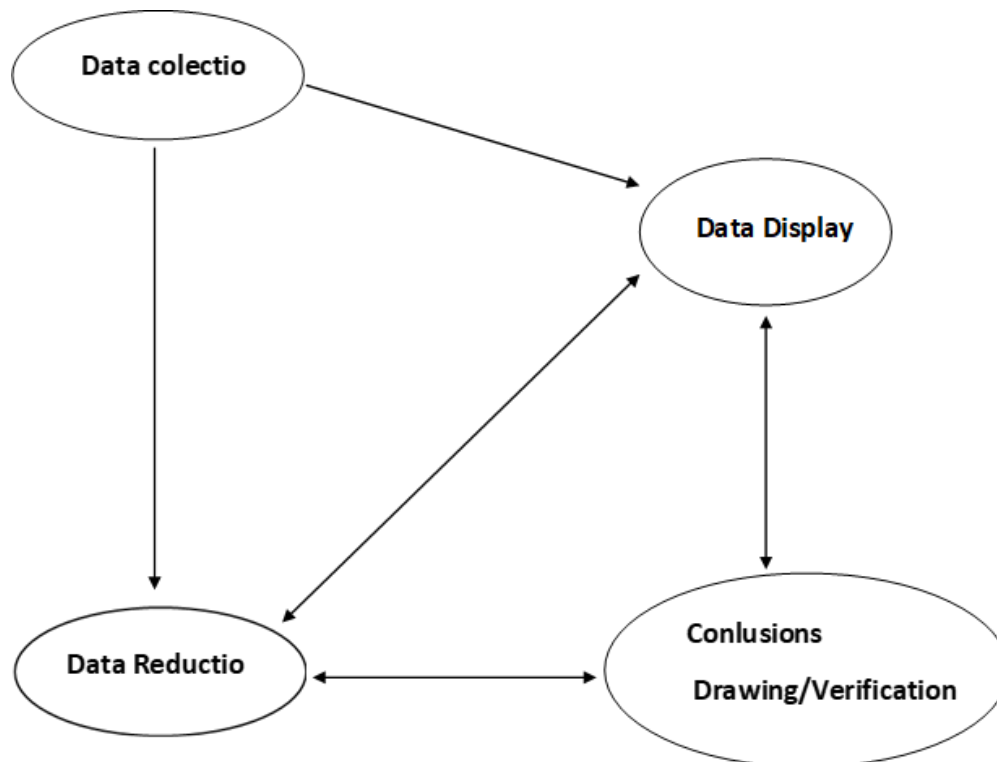 Data colectio
Data Display
Data Reductio
Conlusions
Drawing/Verification